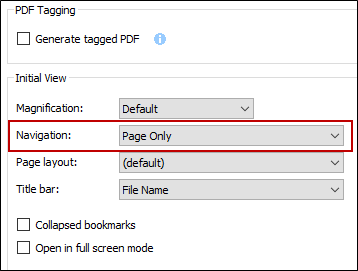 PDF Tagging
Generate tagged PDF
Initial View
Magnification: Default
Navigation: Page Only
Page layout: (default)
Title bar: File Name
Collapsed bookmarks
Open in full screen mode